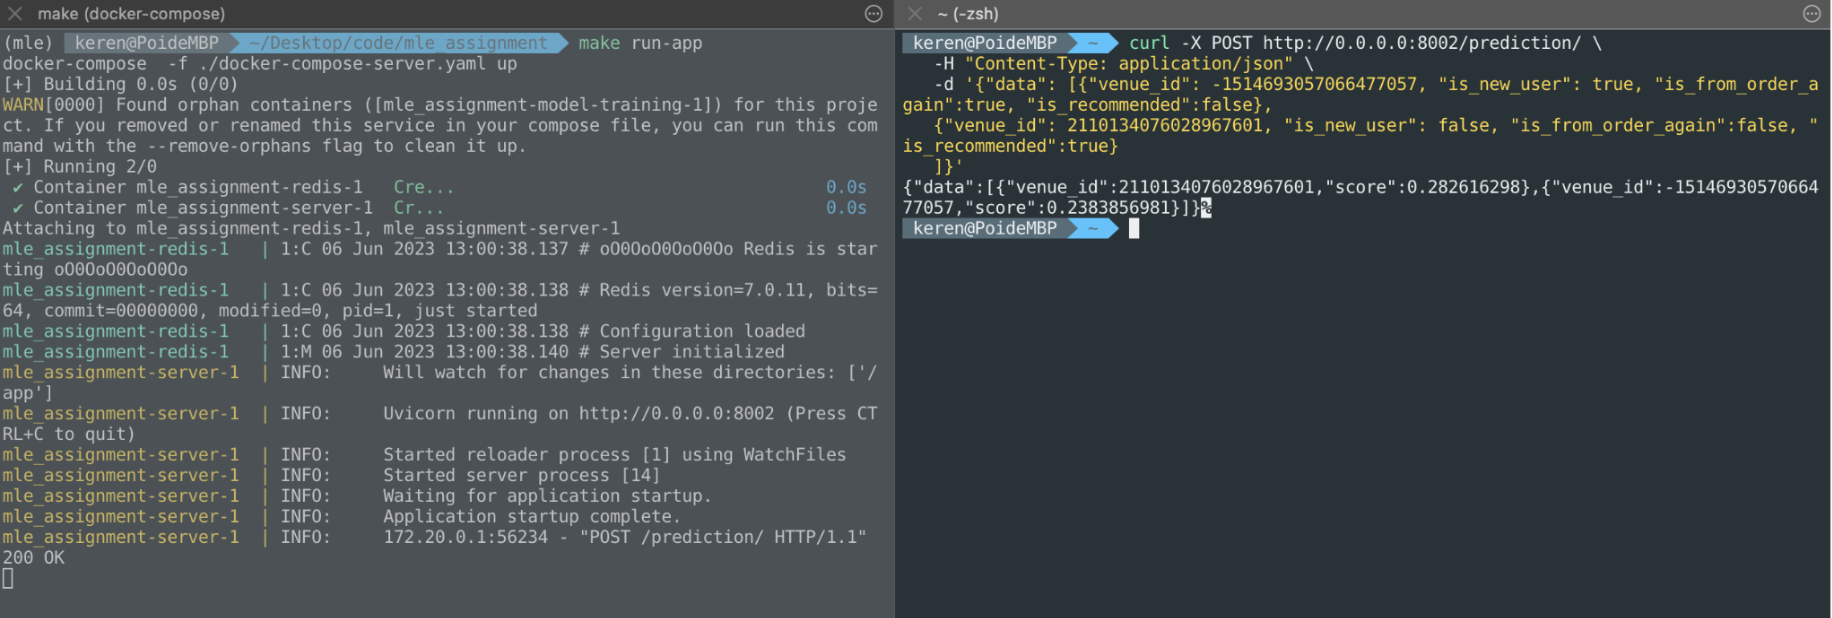 make (docker-compose)
(mle) keren@PoideMBP ~/Desktop/code/mle_assignment make run-app
docker-compose  -f ./docker-compose-server.yaml up
[+] Building 0.0s (0/0)
WARN[0000] Found orphan containers ([mle_assignment-model-training-1]) for this proje
ct. If you removed or renamed this service in your compose file, you can run this com
mand with the --remove-orphans flag to clean it up.
[+] Running 2/0
✔ Container mle_assignment-redis-1   Cre...   0.0s
✔ Container mle_assignment-server-1  Cr...   0.0s
Attaching to mle_assignment-redis-1, mle_assignment-server-1
mle_assignment-redis-1   | 1:C 06 Jun 2023 13:00:38.137 # oO0OoO0OoO0Oo Redis is star
ting oO0OoO0OoO0Oo
mle_assignment-redis-1   | 1:C 06 Jun 2023 13:00:38.138 # Redis version=7.0.11, bits=
64, commit=00000000, modified=0, pid=1, just started
mle_assignment-redis-1   | 1:C 06 Jun 2023 13:00:38.138 # Configuration loaded
mle_assignment-redis-1   | 1:M 06 Jun 2023 13:00:38.140 # Server initialized
mle_assignment-server-1  | INFO:     Will watch for changes in these directories: ['/
app']
mle_assignment-server-1  | INFO:     Uvicorn running on http://0.0.0.0:8002 (Press CT
RL+C to quit)
mle_assignment-server-1  | INFO:     Started reloader process [1] using WatchFiles
mle_assignment-server-1  | INFO:     Started server process [14]
mle_assignment-server-1  | INFO:     Waiting for application startup.
mle_assignment-server-1  | INFO:     Application startup complete.
mle_assignment-server-1  | INFO:     172.20.0.1:56234 - "POST /prediction/ HTTP/1.1"
200 OK
~ (-zsh)
keren@PoideMBP ~ curl -X POST http://0.0.0.0:8002/prediction/ \
   -H "Content-Type: application/json" \
   -d '{"data": [{"venue_id": -1514693057066477057, "is_new_user": true, "is_from_order_a
gain":true, "is_recommended":false},
   {"venue_id": 2110134076028967601, "is_new_user": false, "is_from_order_again":false, "
is_recommended":true}
   ]}'
{"data":[{"venue_id":2110134076028967601,"score":0.282616298},{"venue_id":-15146930570664
77057,"score":0.2383856981}]}%
keren@PoideMBP ~